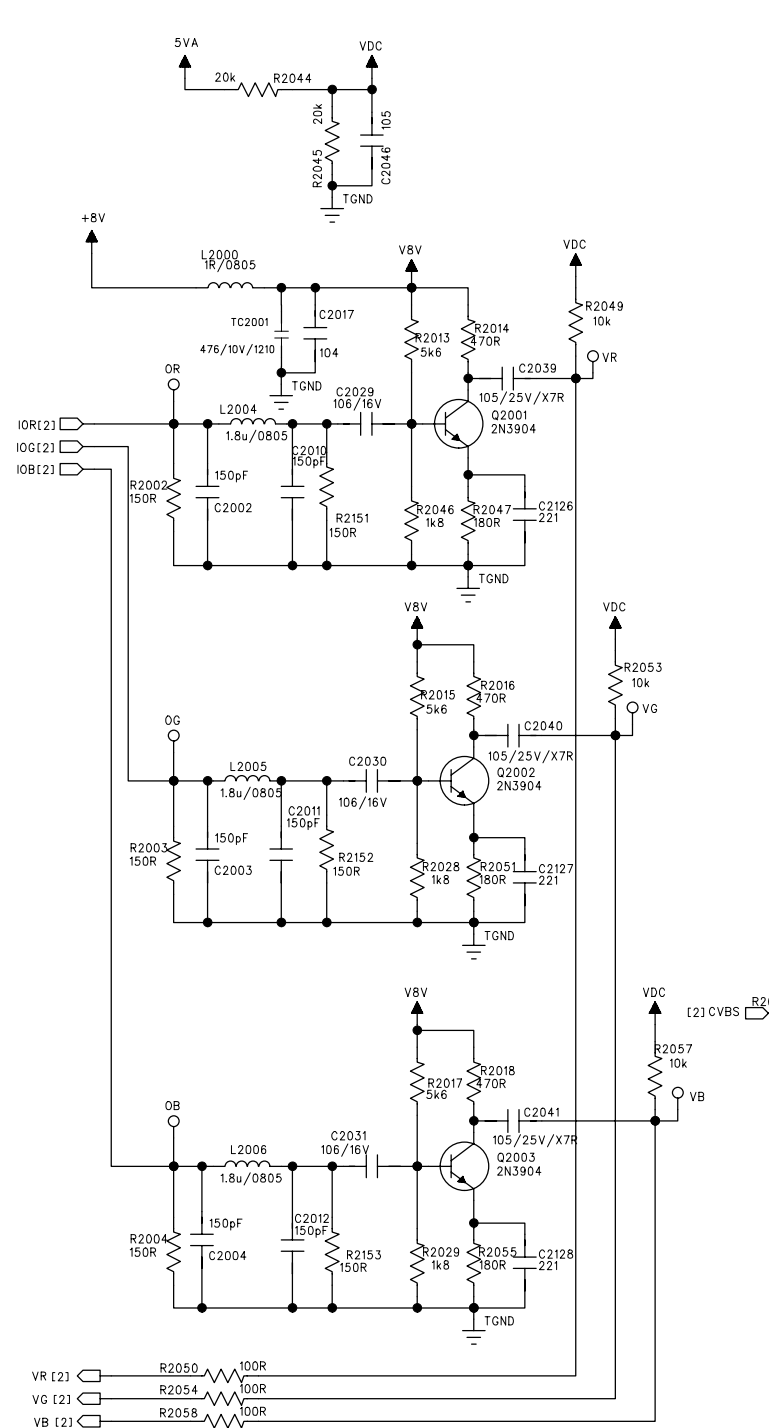 5VA
VDC
20k
R2044
20k
R2045
105
C2046
TGND
+8V
L2000
1R/0805
V8V
VDC
TC2001
476/10V/1210
C2017
104
TGND
R2013
5k6
R2014
470R
R2049
10k
VR
OR
C2039
105/25V/X7R
C2029
106/16V
L2004
1.8u/0805
Q2001
2N3904
IOR[2]
IOG[2]
IOB[2]
R2002
150R
150pF
C2002
C2010
150pF
R2151
150R
R2046
1k8
R2047
180R
C2126
221
TGND
V8V
VDC
R2015
5k6
R2016
470R
R2053
10k
VG
OG
C2040
105/25V/X7R
C2030
106/16V
L2005
1.8u/0805
Q2002
2N3904
R2003
150R
150pF
C2003
C2011
150pF
R2152
150R
R2028
1k8
R2051
180R
C2127
221
TGND
V8V
VDC
[2] CVBS
R2017
5k6
R2018
470R
R2057
10k
VB
OB
C2041
105/25V/X7R
C2031
106/16V
L2006
1.8u/0805
Q2003
2N3904
R2004
150R
150pF
C2004
C2012
150pF
R2153
150R
R2029
1k8
R2055
180R
C2128
221
TGND
VR [2]
R2050
100R
VG [2]
R2054
100R
VB [2]
R2058
100R